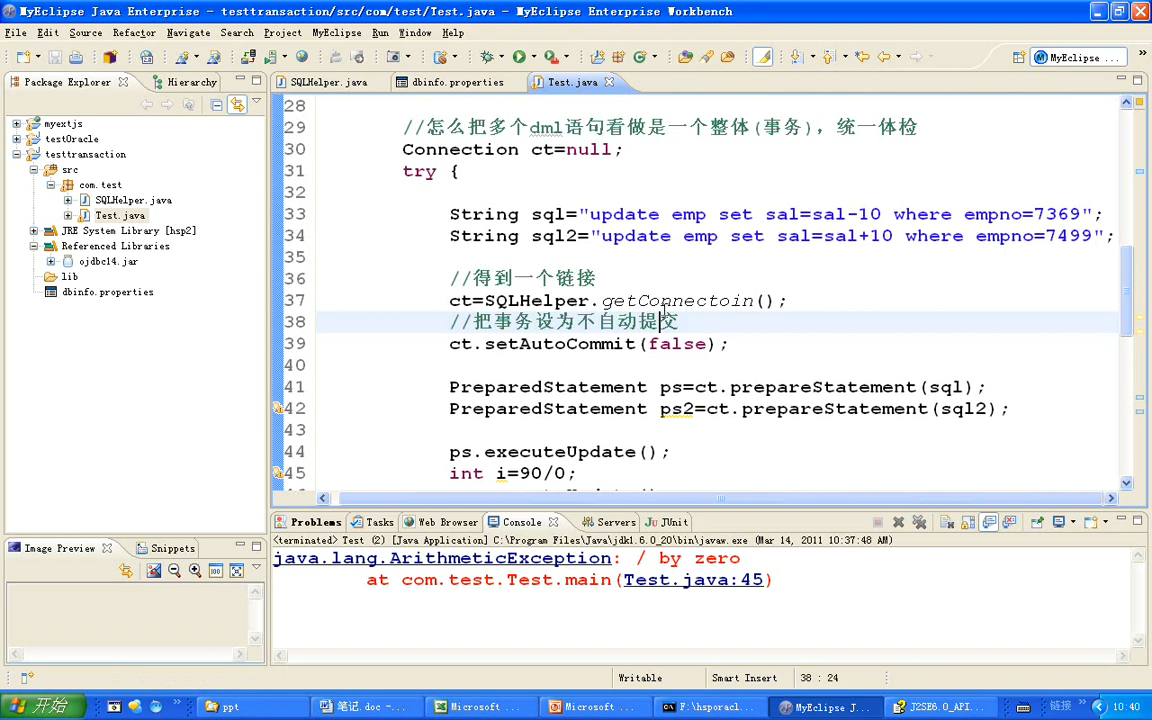 MyEclipse Java Enterprise - testtransaction/src/com/test/Test.java - MyEclipse Enterprise Workbench
File Edit Source Refactor Navigate Search Project MyEclipse Run Window Help
MyEclipse ...
Package Explorer Hierarchy
myextjs
testOracle
testtransaction
src
com.test
SQLHelper.java
Test.java
JRE System Library [hsp2]
Referenced Libraries
ojdbc14.jar
lib
dbinfo.properties
SQLHelper.java dbinfo.properties Test.java
28
29 //怎么把多个dml语句看做是一个整体(事务), 统一体检
30 Connection ct=null;
31 try {
32
33 String sql="update emp set sal=sal-10 where empno=7369";
34 String sql2="update emp set sal=sal+10 where empno=7499";
35
36 //得到一个链接
37 ct=SQLHelper.getConnectoin();
38 //把事务设为不自动提交
39 ct.setAutoCommit(false);
40
41 PreparedStatement ps=ct.prepareStatement(sql);
42 PreparedStatement ps2=ct.prepareStatement(sql2);
43
44 ps.executeUpdate();
45 int i=90/0;
Image Preview Snippets
Problems Tasks Web Browser Console Servers JUnit
<terminated> Test (2) [Java Application] C:\Program Files\Java\jdk1.6.0_20\bin\javaw.exe (Mar 14, 2011 10:37:48 AM)
java.lang.ArithmeticException: / by zero
at com.test.Test.main(Test.java:45)
Writable Smart Insert 38 : 24
开始 ppt 笔记.doc -... Microsoft ... Microsoft ... F:\hsporacl... MyEclipse J... J2SE6.0_API... 链接 10:40